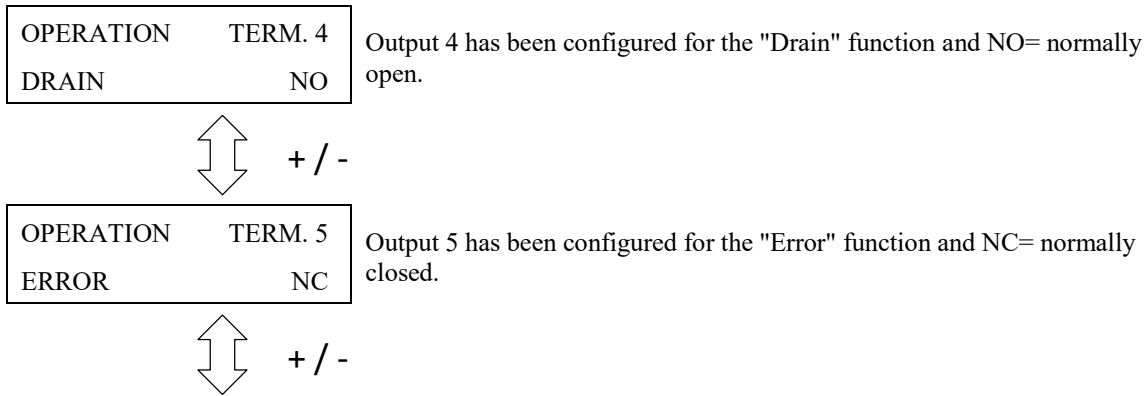 OPERATION TERM. 4
DRAIN NO
Output 4 has been configured for the "Drain" function and NO= normally
open.
+ / -
OPERATION TERM. 5
ERROR NC
Output 5 has been configured for the "Error" function and NC= normally
closed.
+ / -